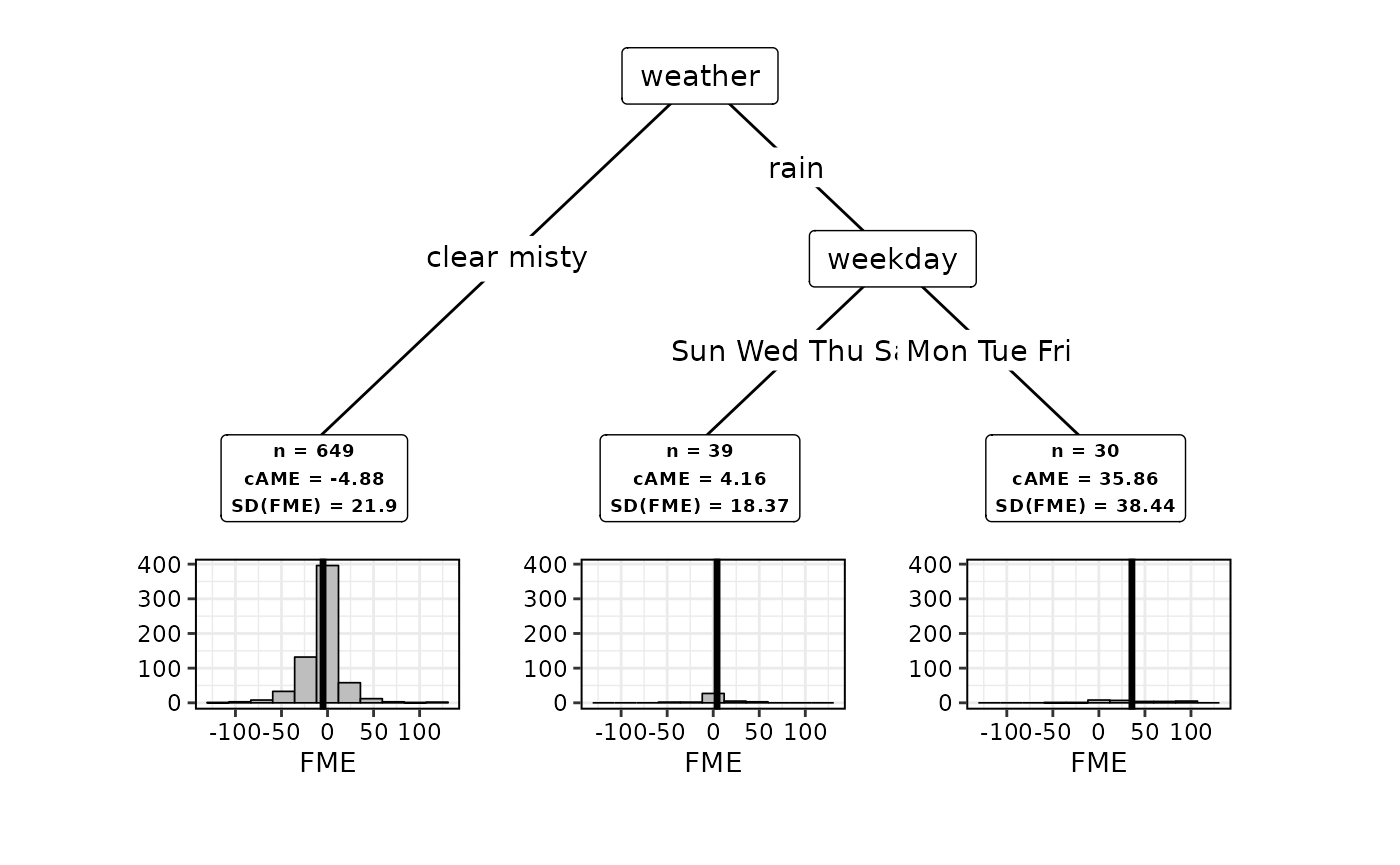 weather
rain
clear misty
weekday
Sun Wed Thu Sa
Mon Tue Fri
n = 649
cAME = -4.88
SD(FME) = 21.9
n = 39
cAME = 4.16
SD(FME) = 18.37
n = 30
cAME = 35.86
SD(FME) = 38.44
400
300
200
100
0
-100 -50 0 50 100
FME
400
300
200
100
0
-100 -50 0 50 100
FME
400
300
200
100
0
-100 -50 0 50 100
FME